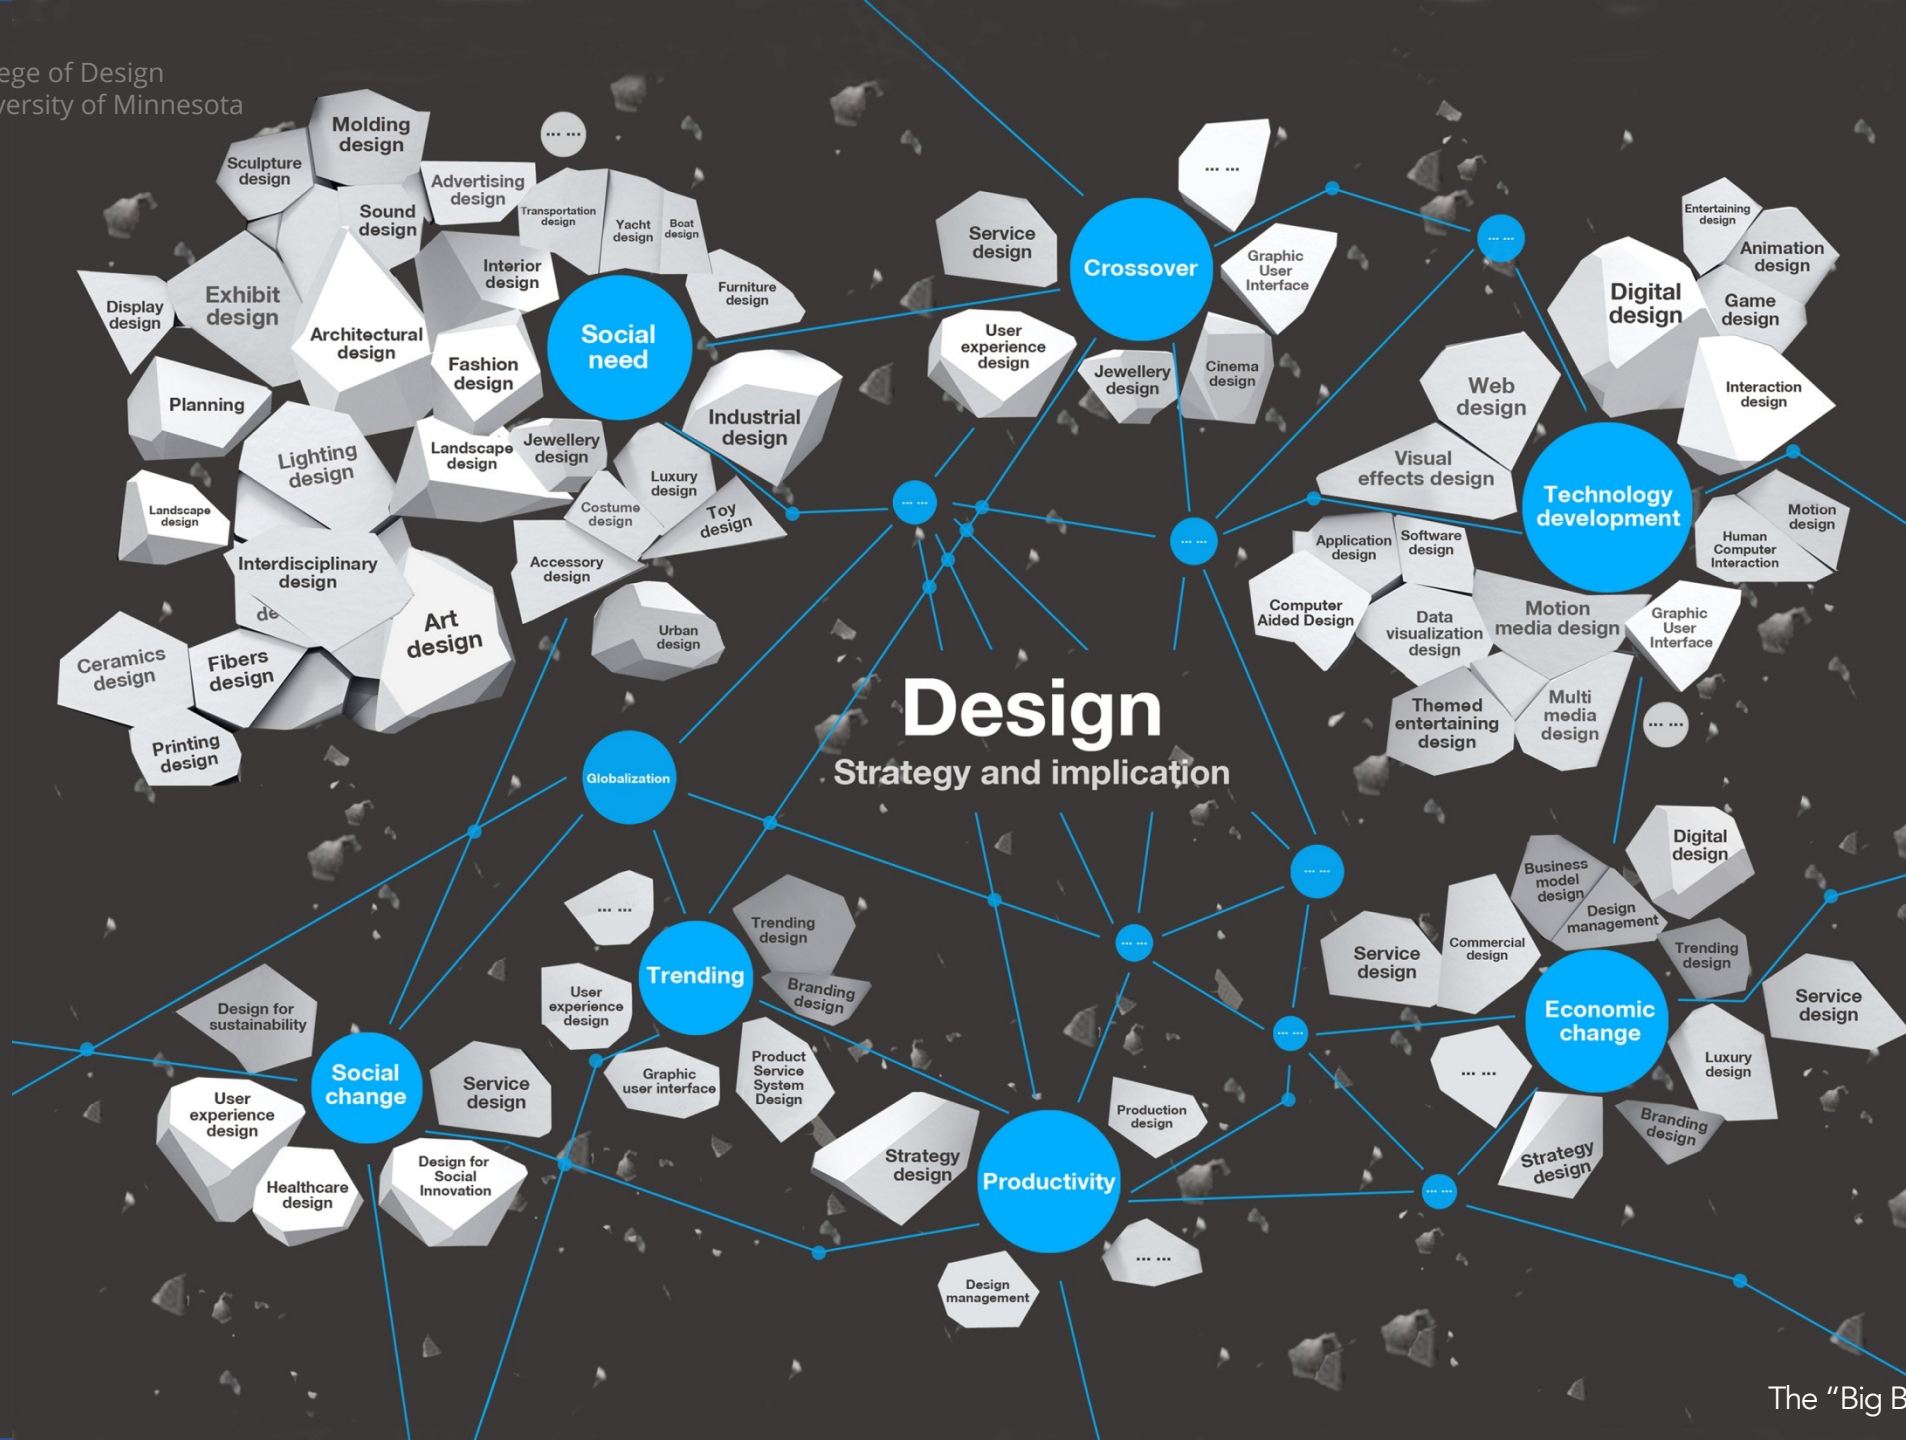 ege of Design
versity of Minnesota
Molding
design
Sculpture
design
... ...
Advertising
design
Sound
design
Transportation
design
Yacht
design
Boat
design
Interior
design
Furniture
design
Display
design
Exhibit
design
Architectural
design
Fashion
design
Social
need
Planning
Industrial
design
Lighting
design
Landscape
design
Jewellery
design
Luxury
design
Landscape
design
Costume
design
Toy
design
Interdisciplinary
design
de
Accessory
design
Art
design
Urban
design
Ceramics
design
Fibers
design
Printing
design
... ...
Service
design
Crossover
Graphic
User
Interface
User
experience
design
Jewellery
design
Cinema
design
... ...
... ...
... ...
Entertaining
design
Animation
design
Digital
design
Game
design
Interaction
design
Web
design
Visual
effects design
Technology
development
Motion
design
Human
Computer
Interaction
Application
design
Software
design
Computer
Aided Design
Data
visualization
design
Motion
media design
Graphic
User
Interface
Themed
entertaining
design
Multi
media
design
... ...
Design
Strategy and implication
Globalization
... ...
Trending
design
Trending
User
experience
design
Branding
design
Graphic
user interface
Product
Service
System
Design
Design for
sustainability
Social
change
Service
design
User
experience
design
Healthcare
design
Design for
Social
Innovation
Strategy
design
Productivity
Production
design
... ...
Design
management
... ...
... ...
... ...
... ...
Digital
design
Business
model
design
Design
management
Service
design
Commercial
design
Trending
design
Economic
change
Service
design
... ...
Luxury
design
Strategy
design
Branding
design
The “Big B